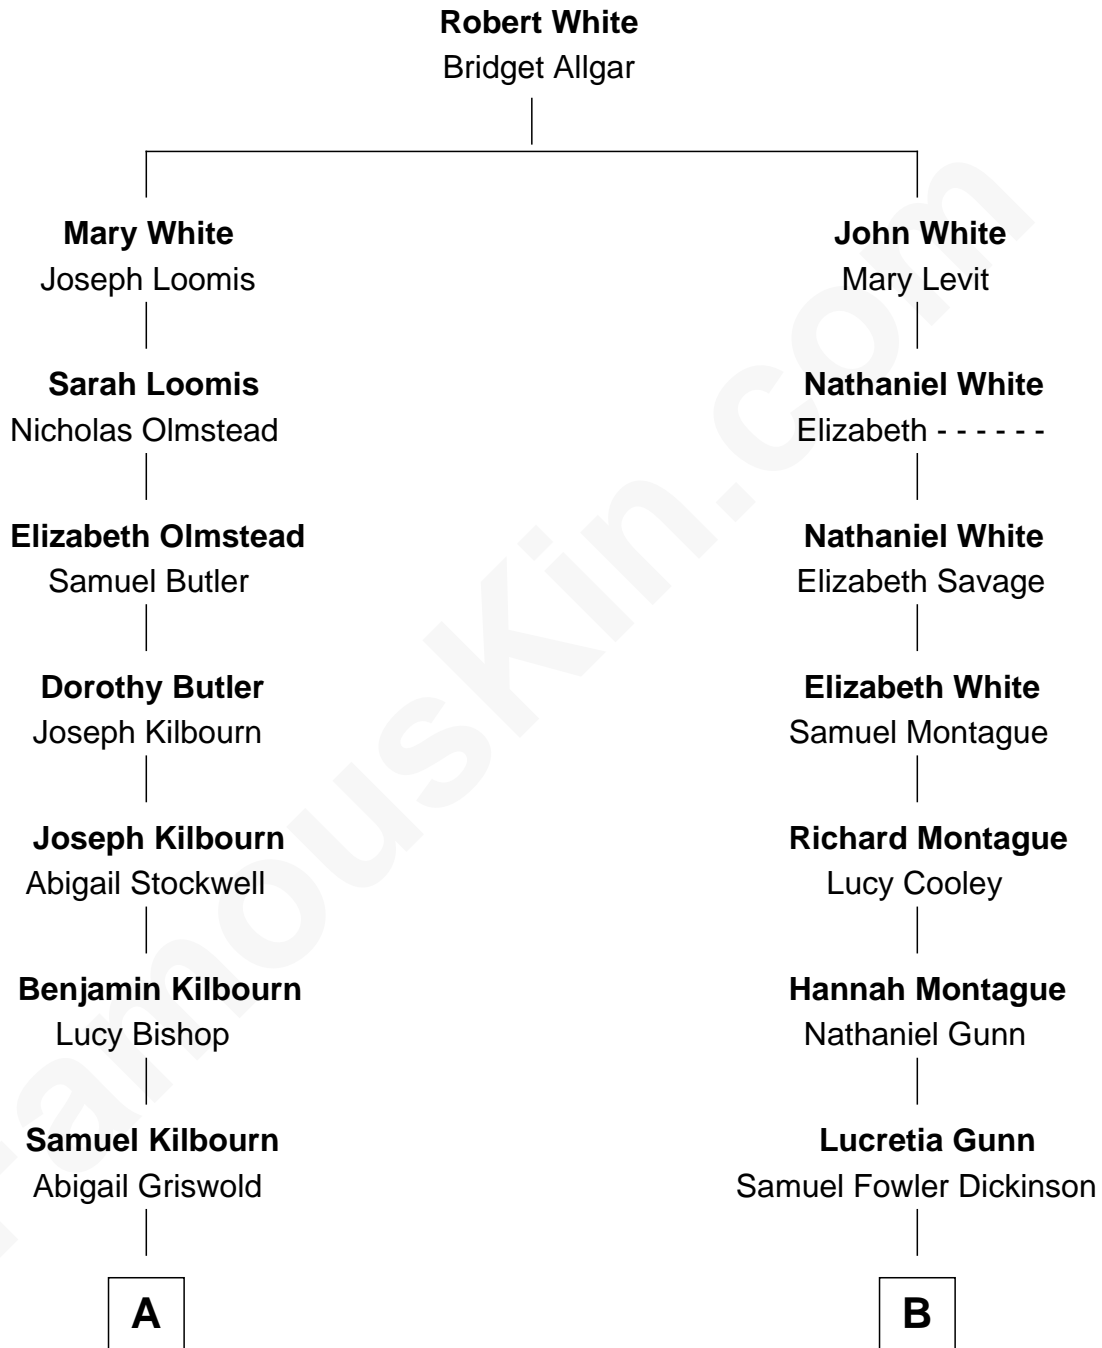 Robert White
Bridget Allgar
Mary White
Joseph Loomis
John White
Mary Levit
Sarah Loomis
Nicholas Olmstead
Nathaniel White
Elizabeth - - - - - -
Elizabeth Olmstead
Samuel Butler
Nathaniel White
Elizabeth Savage
Dorothy Butler
Joseph Kilbourn
Elizabeth White
Samuel Montague
Joseph Kilbourn
Abigail Stockwell
Richard Montague
Lucy Cooley
Benjamin Kilbourn
Lucy Bishop
Hannah Montague
Nathaniel Gunn
Samuel Kilbourn
Abigail Griswold
Lucretia Gunn
Samuel Fowler Dickinson
A
B
FamousKin.com